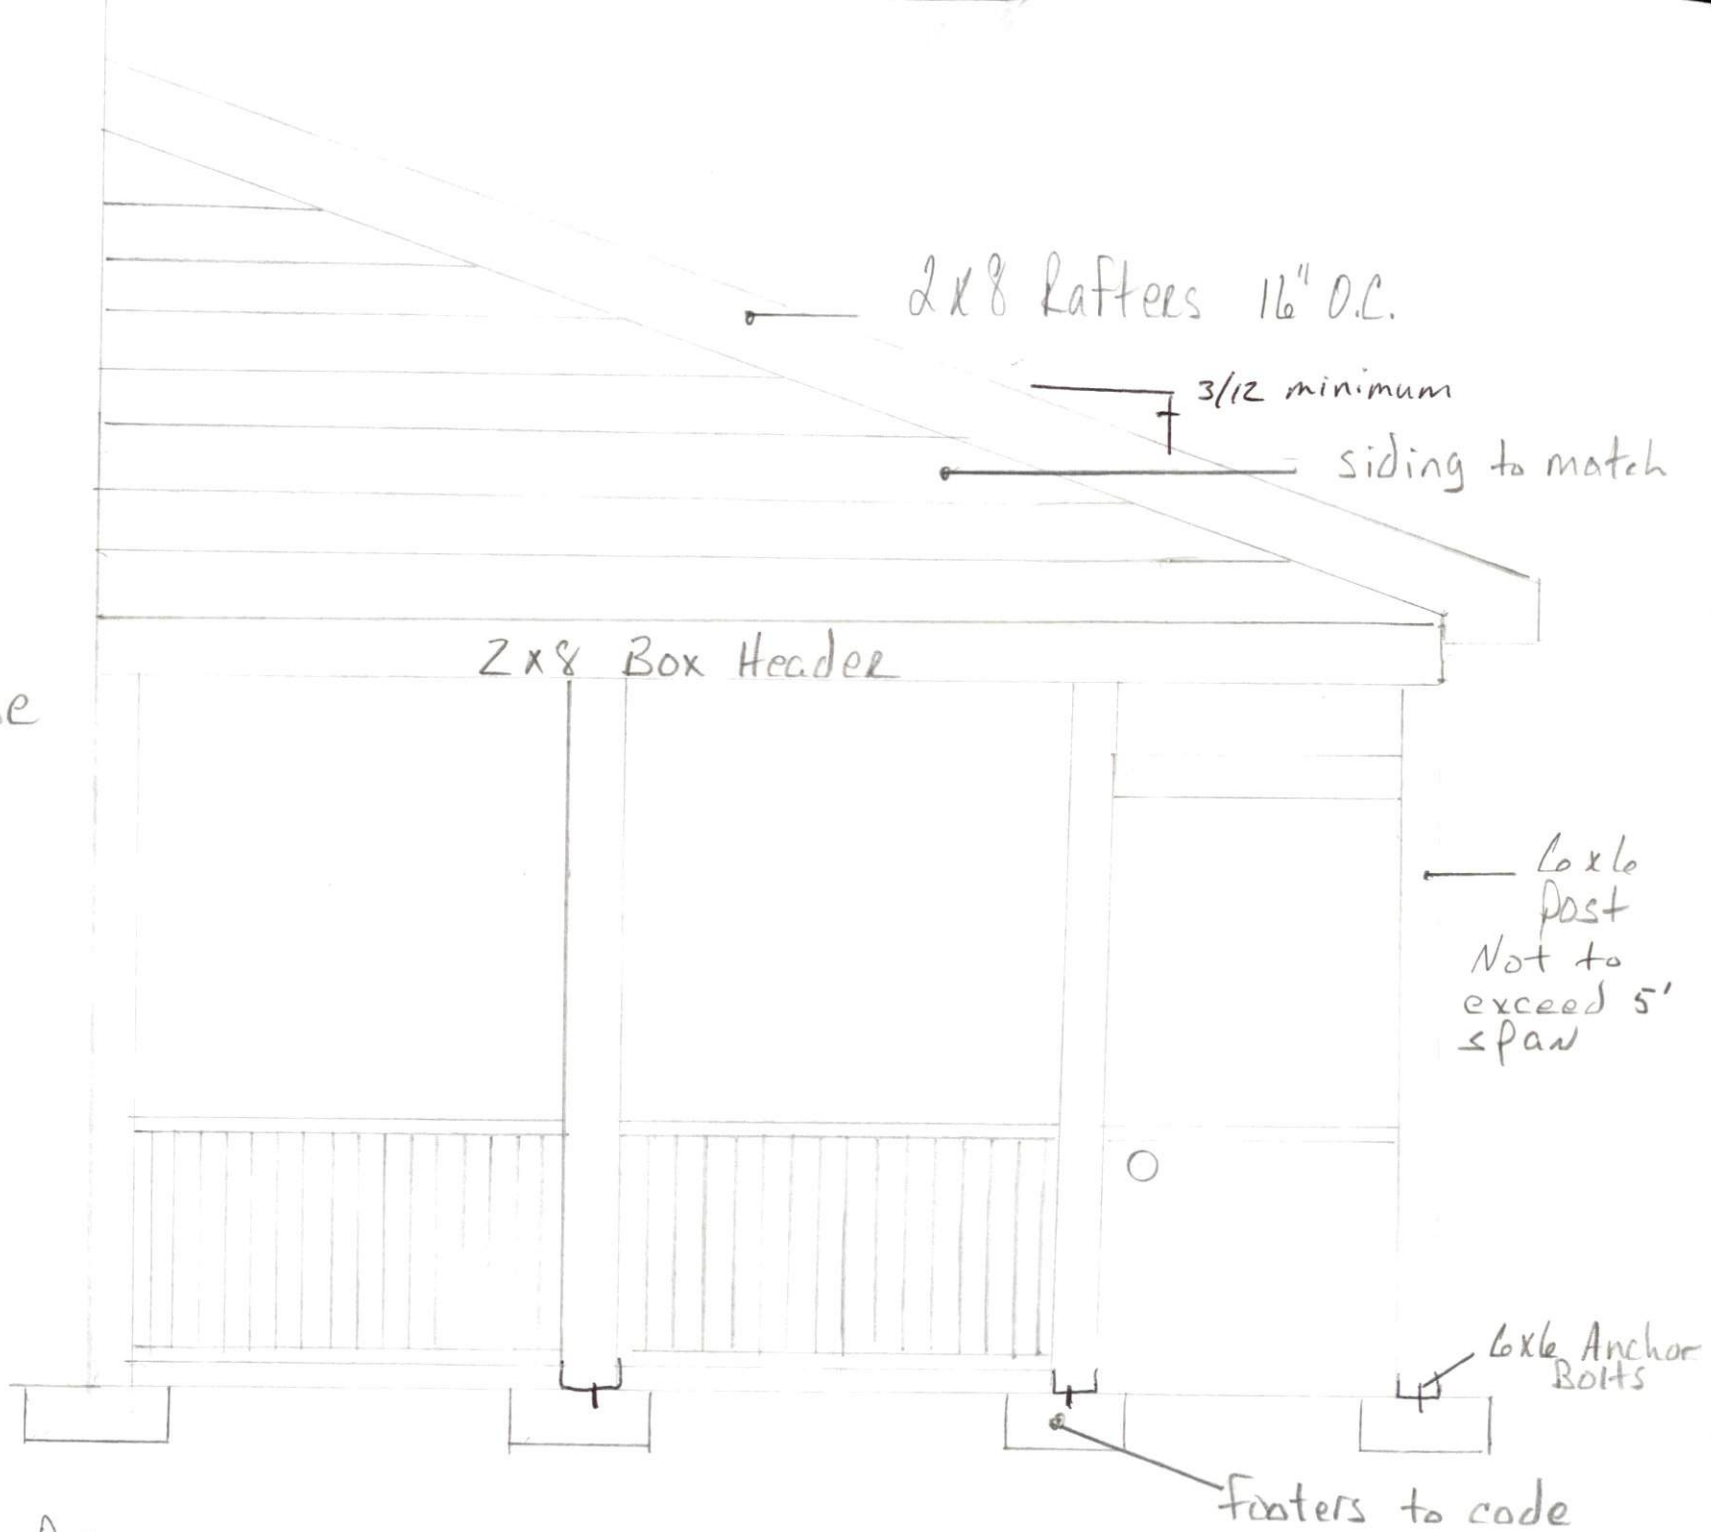 2x8 Rafters 16" O.C.
3/12 minimum
siding to match
2x8 Box Header
6x6
Post
Not to
exceed 5'
span
6x6 Anchor
Bolts
footers to code